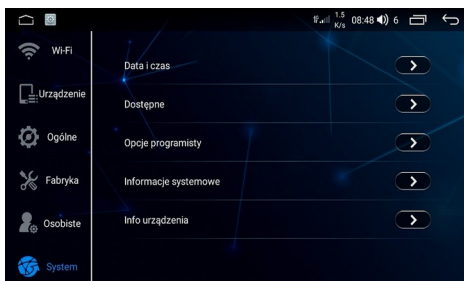 1.5
K/s
08:48
6
Wi-Fi
Urządzenie
Ogólne
Fabryka
Osobiste
System
Data i czas
Dostępne
Opcje programisty
Informacje systemowe
Info urządzenia